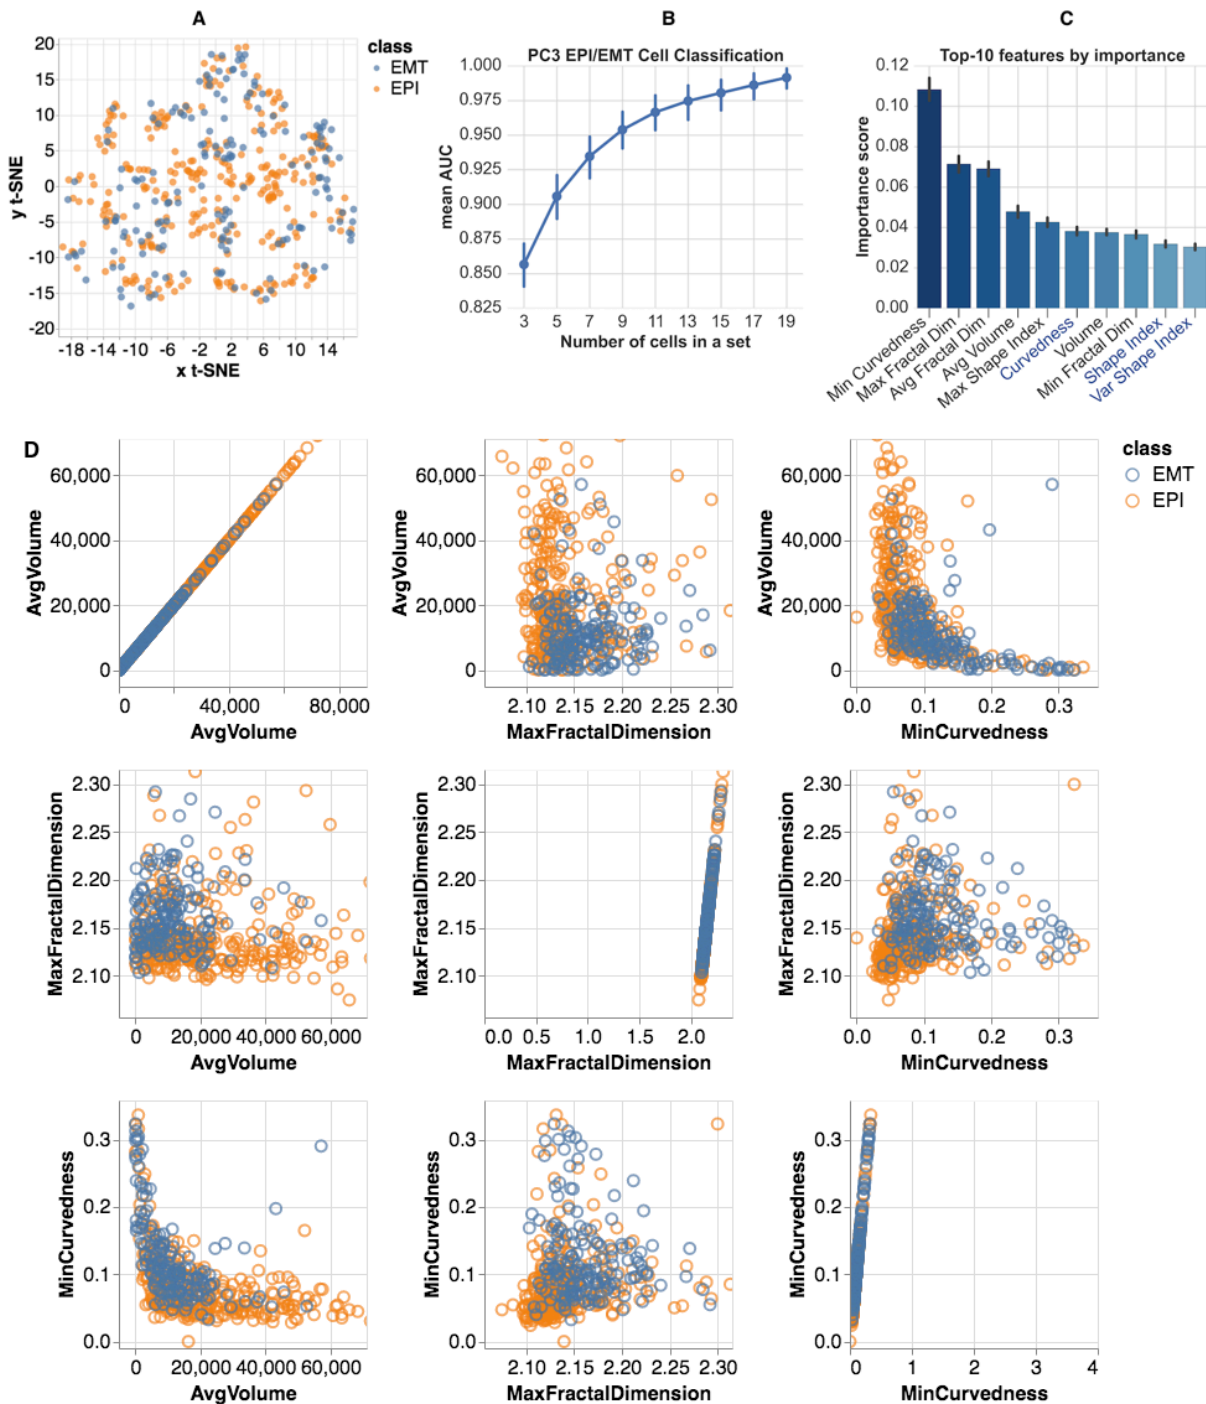 A
B
C
class
EMT
EPI
20
15
10
5
0
-5
-10
-15
-20
y t-SNE
-18 -14 -10 -6 -2 2 6 10 14
x t-SNE
PC3 EPI/EMT Cell Classification
1.000
0.975
0.950
0.925
0.900
0.875
0.850
0.825
mean AUC
3 5 7 9 11 13 15 17 19
Number of cells in a set
Top-10 features by importance
0.12
0.10
0.08
0.06
0.04
0.02
0.00
Importance score
Min Curvedness
Max Fractal Dim
Avg Fractal Dim
Avg Volume
Max Shape Index
Curvedness
Volume
Min Fractal Dim
Shape Index
Var Shape Index
D
60,000
40,000
20,000
0
AvgVolume
0 40,000 80,000
AvgVolume
60,000
40,000
20,000
0
AvgVolume
2.10 2.15 2.20 2.25 2.30
MaxFractalDimension
60,000
40,000
20,000
0
AvgVolume
0.0 0.1 0.2 0.3
MinCurvedness
class
EMT
EPI
2.30
2.25
2.20
2.15
2.10
MaxFractalDimension
0 20,000 40,000 60,000
AvgVolume
2.30
2.25
2.20
2.15
2.10
MaxFractalDimension
0.0 0.5 1.0 1.5 2.0
MaxFractalDimension
2.30
2.25
2.20
2.15
2.10
MaxFractalDimension
0.0 0.1 0.2 0.3
MinCurvedness
0.3
0.2
0.1
0.0
MinCurvedness
0 20,000 40,000 60,000
AvgVolume
0.3
0.2
0.1
0.0
MinCurvedness
2.10 2.15 2.20 2.25 2.30
MaxFractalDimension
0.3
0.2
0.1
0.0
MinCurvedness
0 1 2 3 4
MinCurvedness